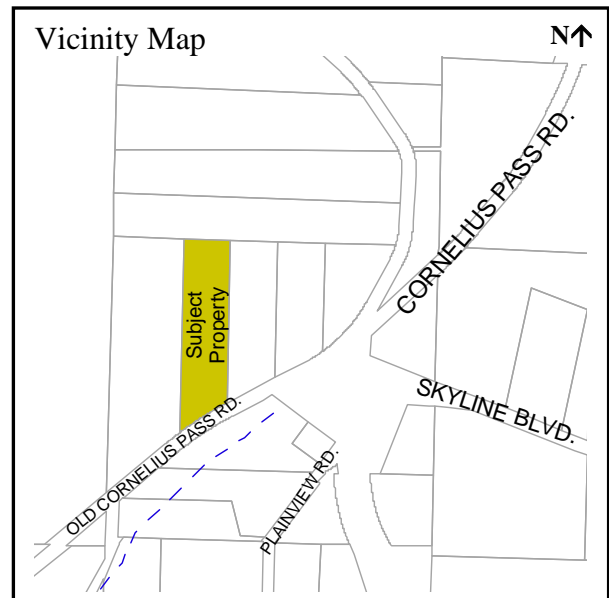 Vicinity Map
N↑
CORNELIUS PASS RD.
Subject
Property
SKYLINE BLVD.
OLD CORNELIUS PASS RD.
PLAINVIEW RD.